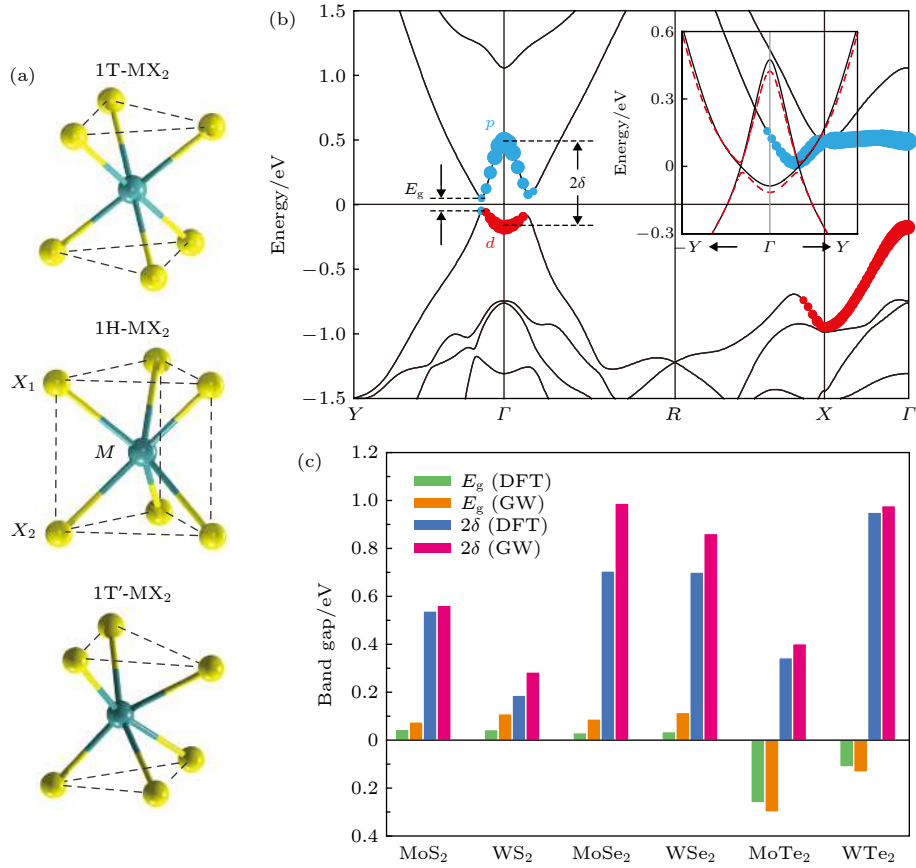 (a)
1T-MX₂
1H-MX₂
X₁
M
X₂
1T′-MX₂
(b)
Energy/eV
1.5
1.0
0.5
0
−0.5
−1.0
−1.5
Y
Γ
R
X
Γ
p
d
E_g
2δ
Energy/eV
0.6
0.3
0
−0.3
−Y
Γ
Y
(c)
Band gap/eV
1.2
1.0
0.8
0.6
0.4
0.2
0
0.2
0.4
E_g (DFT)
E_g (GW)
2δ (DFT)
2δ (GW)
MoS₂
WS₂
MoSe₂
WSe₂
MoTe₂
WTe₂